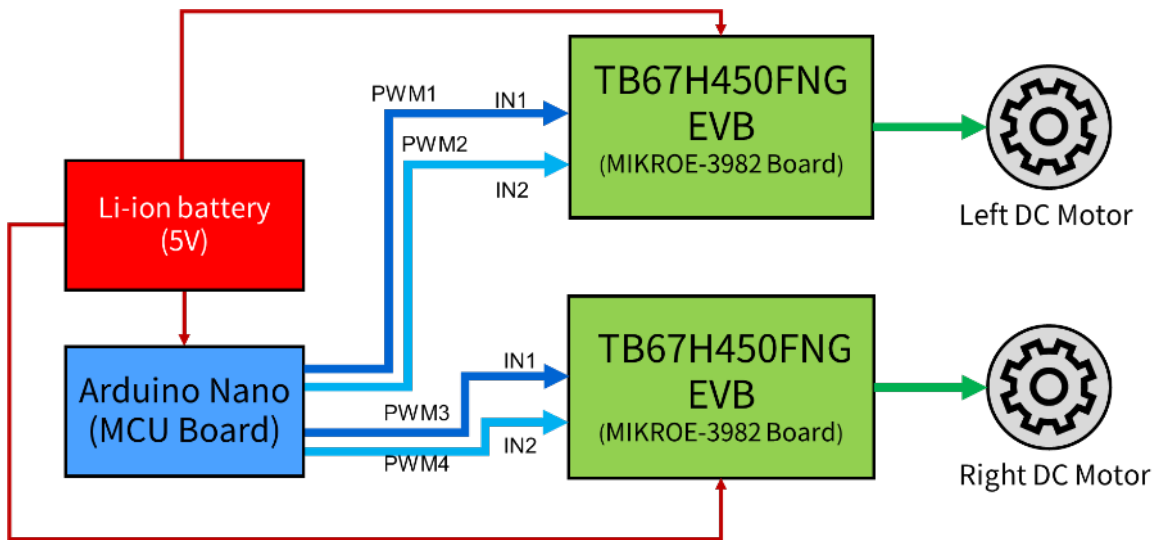 PWM1
IN1
PWM2
IN2
TB67H450FNG
EVB
(MIKROE-3982 Board)
Left DC Motor
Li-ion battery
(5V)
Arduino Nano
(MCU Board)
IN1
PWM3
IN2
PWM4
TB67H450FNG
EVB
(MIKROE-3982 Board)
Right DC Motor